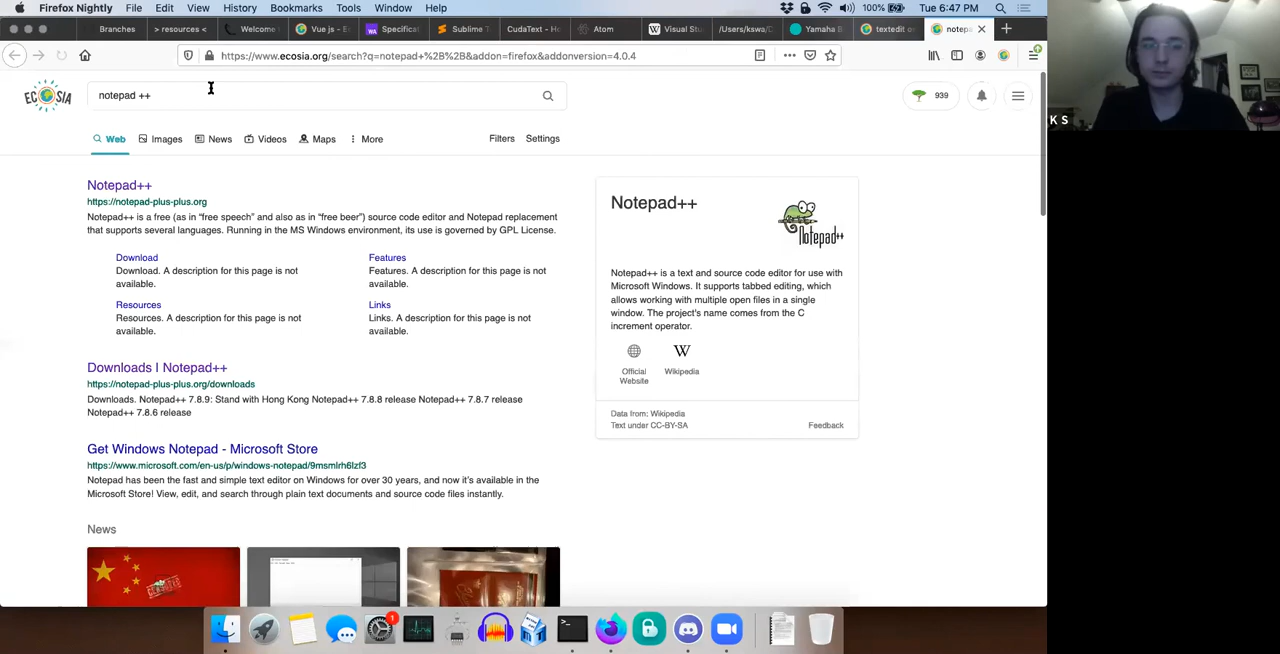 Firefox Nightly File Edit View History Bookmarks Tools Window Help 100% Tue 6:47 PM
Branches > resources < Welcome Vue js - E Specificat Sublime T CudaText - Ho Atom Visual Stu /Users/kswa/D Yamaha B textedit o notep
https://www.ecosia.org/search?q=notepad+%2B%2B&addon=firefox&addonversion=4.0.4
ECOSIA
notepad ++
939
K S
Web Images News Videos Maps More Filters Settings
Notepad++
https://notepad-plus-plus.org
Notepad++ is a free (as in “free speech” and also as in “free beer”) source code editor and Notepad replacement
that supports several languages. Running in the MS Windows environment, its use is governed by GPL License.
Download
Download. A description for this page is not
available.
Features
Features. A description for this page is not
available.
Resources
Resources. A description for this page is not
available.
Links
Links. A description for this page is not
available.
Downloads | Notepad++
https://notepad-plus-plus.org/downloads
Downloads. Notepad++ 7.8.9: Stand with Hong Kong Notepad++ 7.8.8 release Notepad++ 7.8.7 release
Notepad++ 7.8.6 release
Get Windows Notepad - Microsoft Store
https://www.microsoft.com/en-us/p/windows-notepad/9msmlrh6lzf3
Notepad has been the fast and simple text editor on Windows for over 30 years, and now it’s available in the
Microsoft Store! View, edit, and search through plain text documents and source code files instantly.
News
Notepad++
Notepad++
Notepad++ is a text and source code editor for use with
Microsoft Windows. It supports tabbed editing, which
allows working with multiple open files in a single
window. The project's name comes from the C
increment operator.
Official
Website
W
Wikipedia
Data from: Wikipedia
Text under CC-BY-SA
Feedback
1